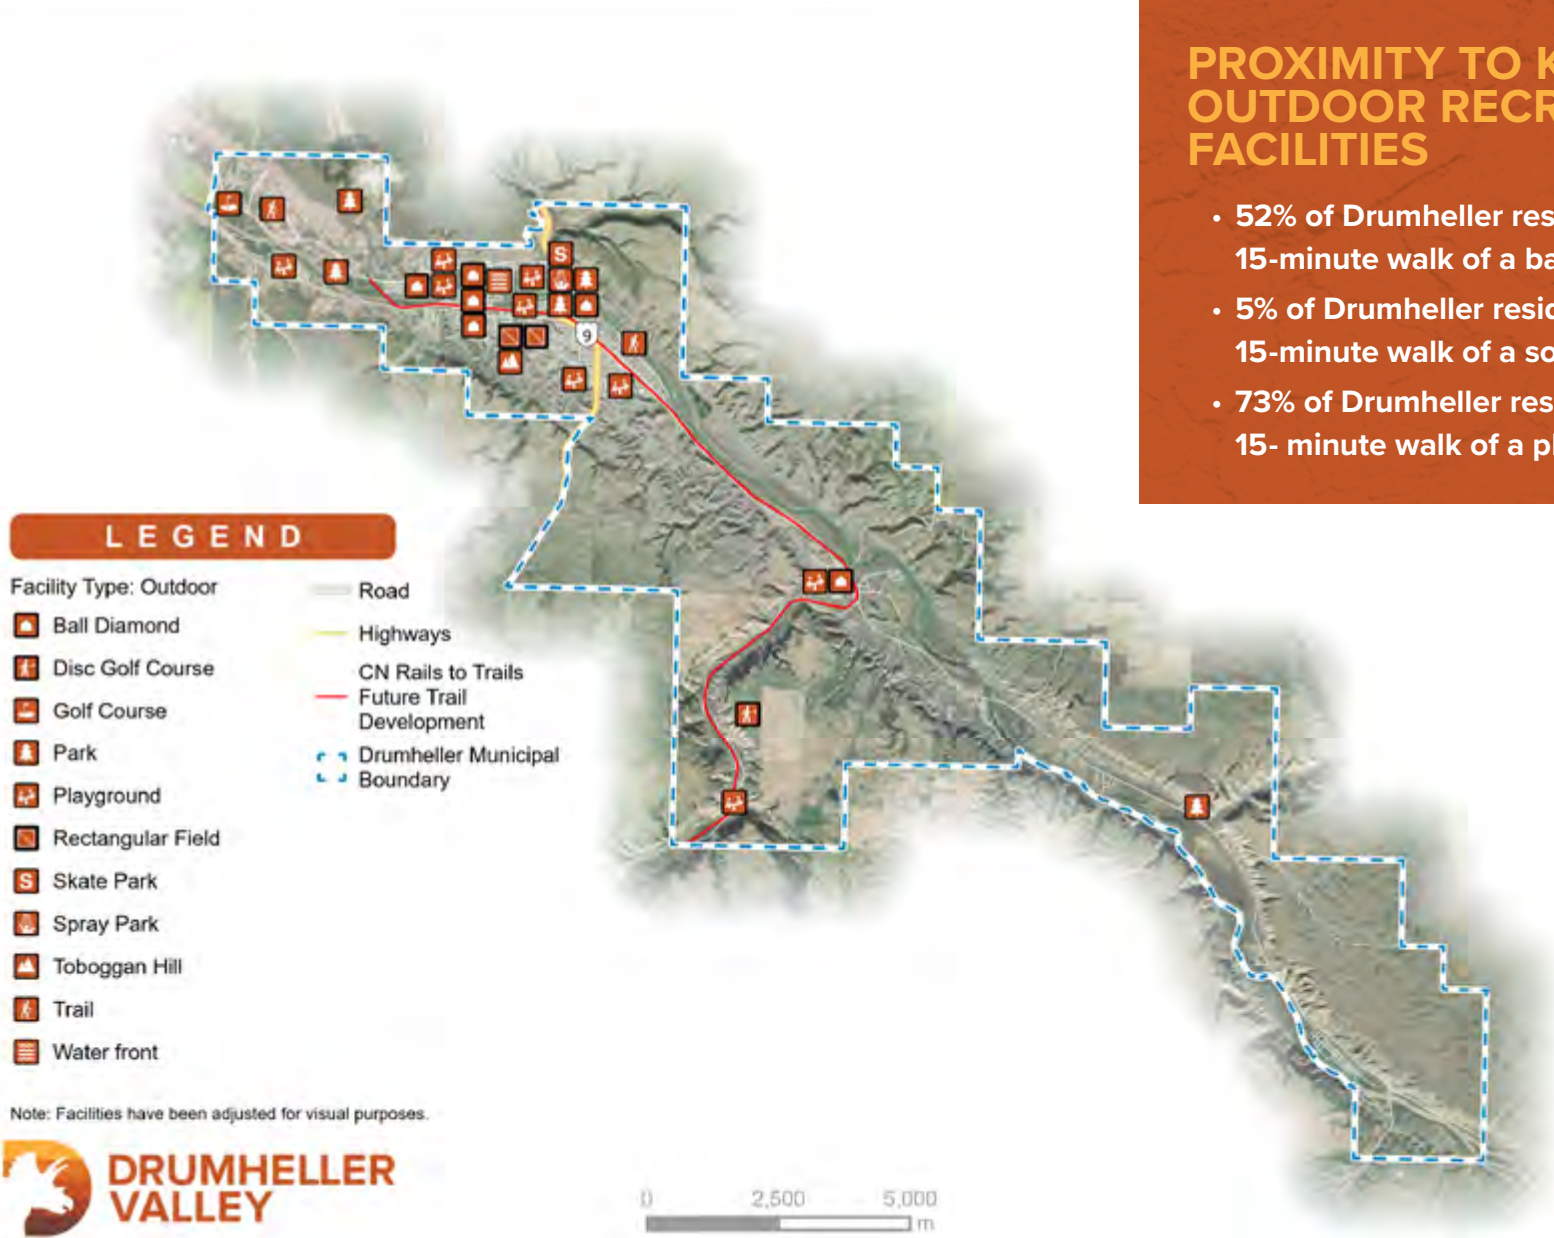 PROXIMITY TO K
OUTDOOR RECR
FACILITIES
• 52% of Drumheller res
15-minute walk of a ba
• 5% of Drumheller resid
15-minute walk of a so
• 73% of Drumheller res
15- minute walk of a pl
S
9
LEGEND
Facility Type: Outdoor
Ball Diamond
Disc Golf Course
Golf Course
Park
Playground
Rectangular Field
S Skate Park
Spray Park
Toboggan Hill
Trail
Water front
Road
Highways
CN Rails to Trails
Future Trail
Development
Drumheller Municipal
Boundary
Note: Facilities have been adjusted for visual purposes.
DRUMHELLER
VALLEY
0 2,500 5,000
m